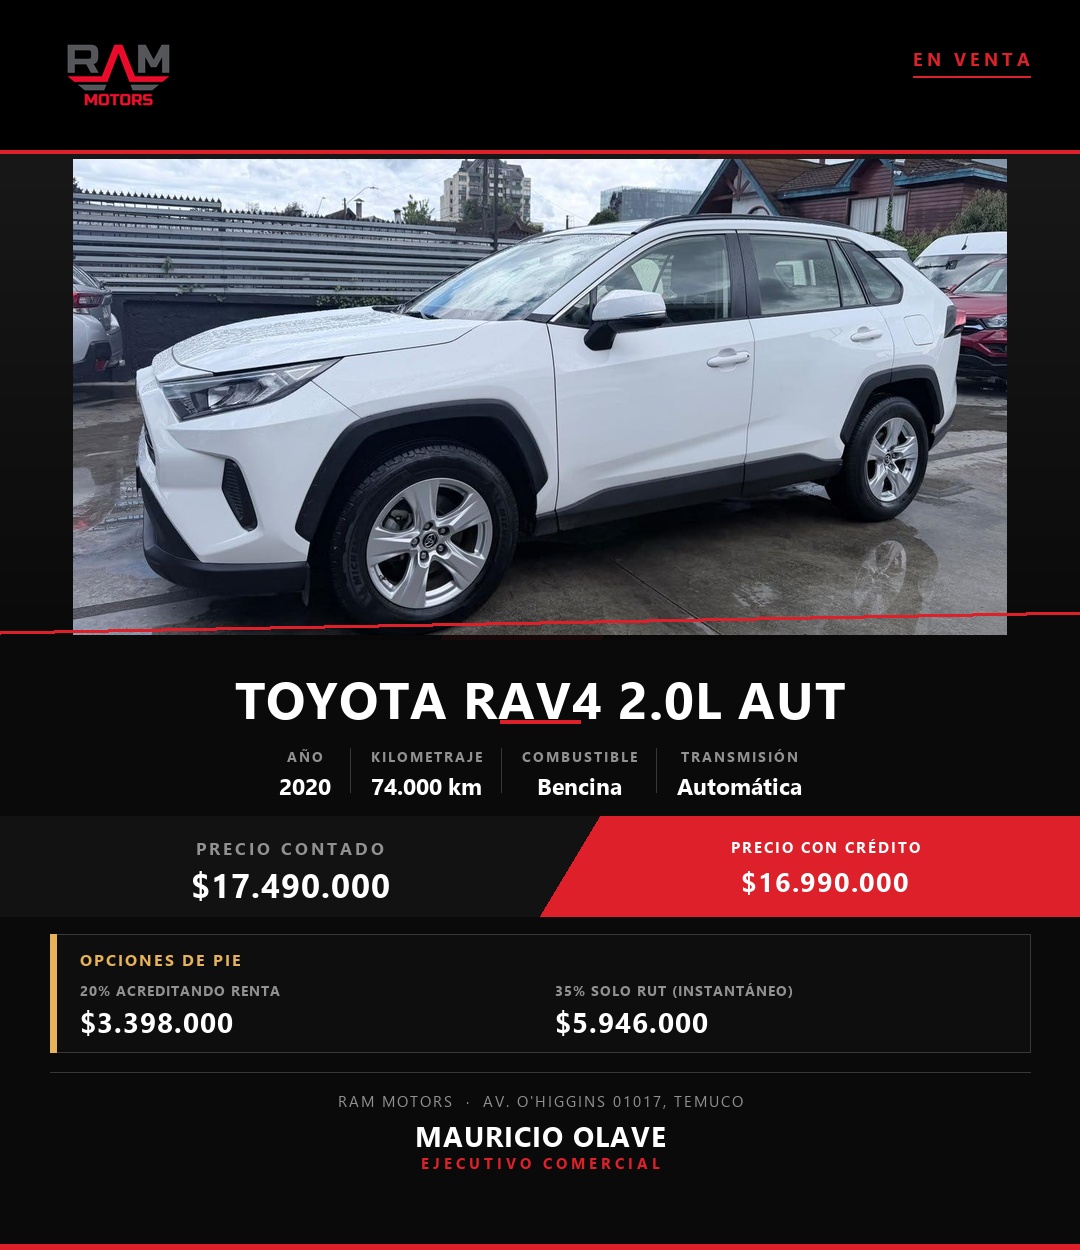 RAM
MOTORS
EN VENTA
TOYOTA RAV4 2.0L AUT
AÑO
2020
KILOMETRAJE
74.000 km
COMBUSTIBLE
Bencina
TRANSMISIÓN
Automática
PRECIO CONTADO
$17.490.000
PRECIO CON CRÉDITO
$16.990.000
OPCIONES DE PIE
20% ACREDITANDO RENTA
$3.398.000
35% SOLO RUT (INSTANTÁNEO)
$5.946.000
RAM MOTORS · AV. O'HIGGINS 01017, TEMUCO
MAURICIO OLAVE
EJECUTIVO COMERCIAL